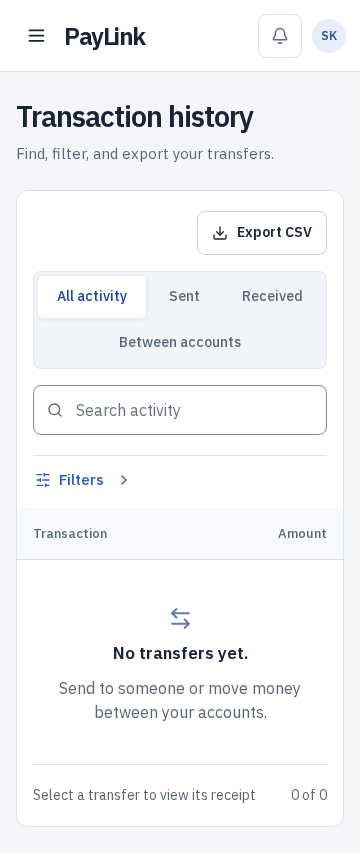 PayLink
SK
Transaction history
Find, filter, and export your transfers.
Export CSV
All activity
Sent
Received
Between accounts
Search activity
Filters
Transaction
Amount
No transfers yet.
Send to someone or move money
between your accounts.
Select a transfer to view its receipt
0 of 0